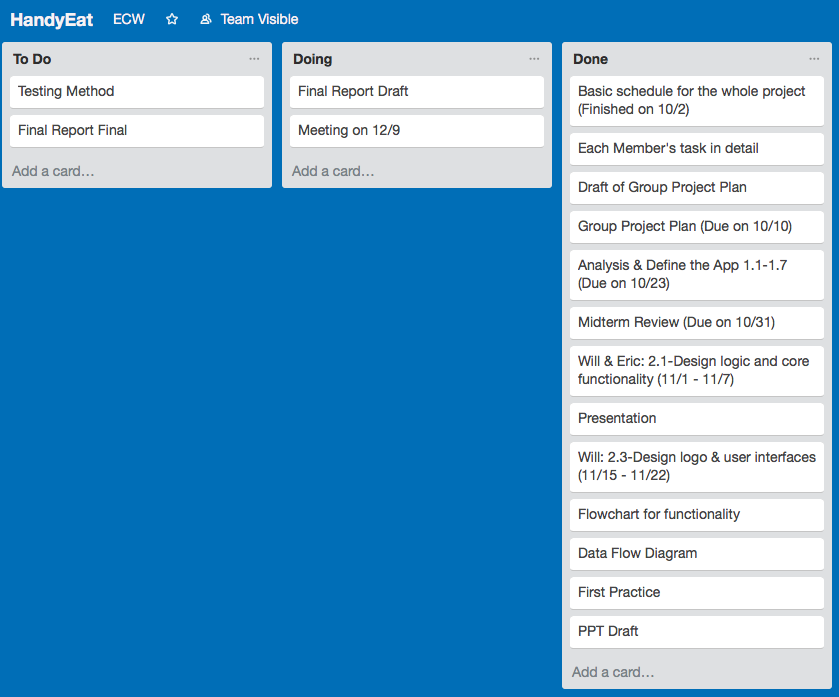 HandyEat ECW Team Visible
To Do
Testing Method
Final Report Final
Add a card…
Doing
Final Report Draft
Meeting on 12/9
Add a card…
Done
Basic schedule for the whole project
(Finished on 10/2)
Each Member's task in detail
Draft of Group Project Plan
Group Project Plan (Due on 10/10)
Analysis & Define the App 1.1-1.7
(Due on 10/23)
Midterm Review (Due on 10/31)
Will & Eric: 2.1-Design logic and core
functionality (11/1 - 11/7)
Presentation
Will: 2.3-Design logo & user interfaces
(11/15 - 11/22)
Flowchart for functionality
Data Flow Diagram
First Practice
PPT Draft
Add a card…